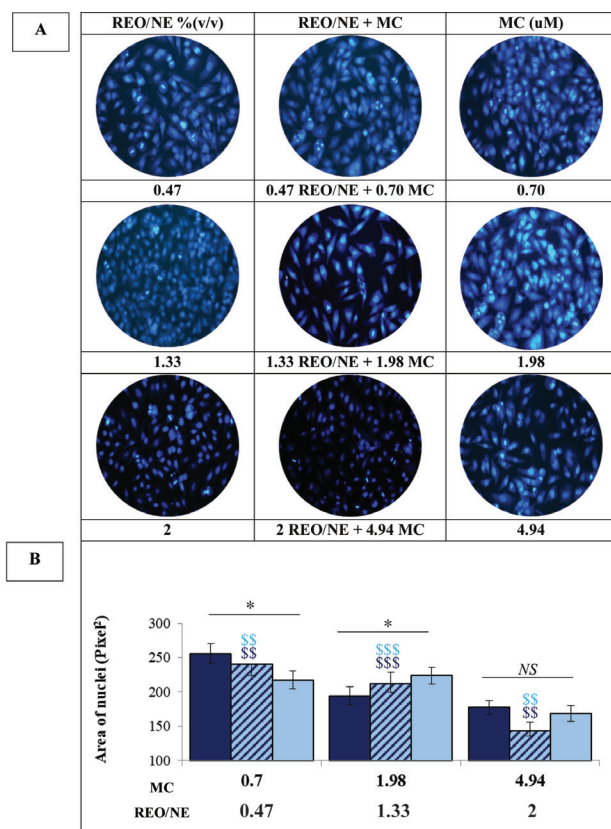 A
REO/NE %(v/v) REO/NE + MC MC (uM)
0.47 0.47 REO/NE + 0.70 MC 0.70
1.33 1.33 REO/NE + 1.98 MC 1.98
2 2 REO/NE + 4.94 MC 4.94
B
Area of nuclei (Pixel²)
300
250
200
150
100
* * NS
$$ $$$ $$
$$ $$$ $$
MC 0.7 1.98 4.94
REO/NE 0.47 1.33 2